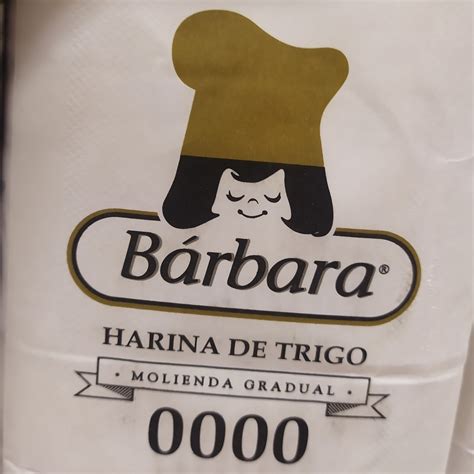 Bárbara®
HARINA DE TRIGO
· MOLIENDA GRADUAL ·
0000